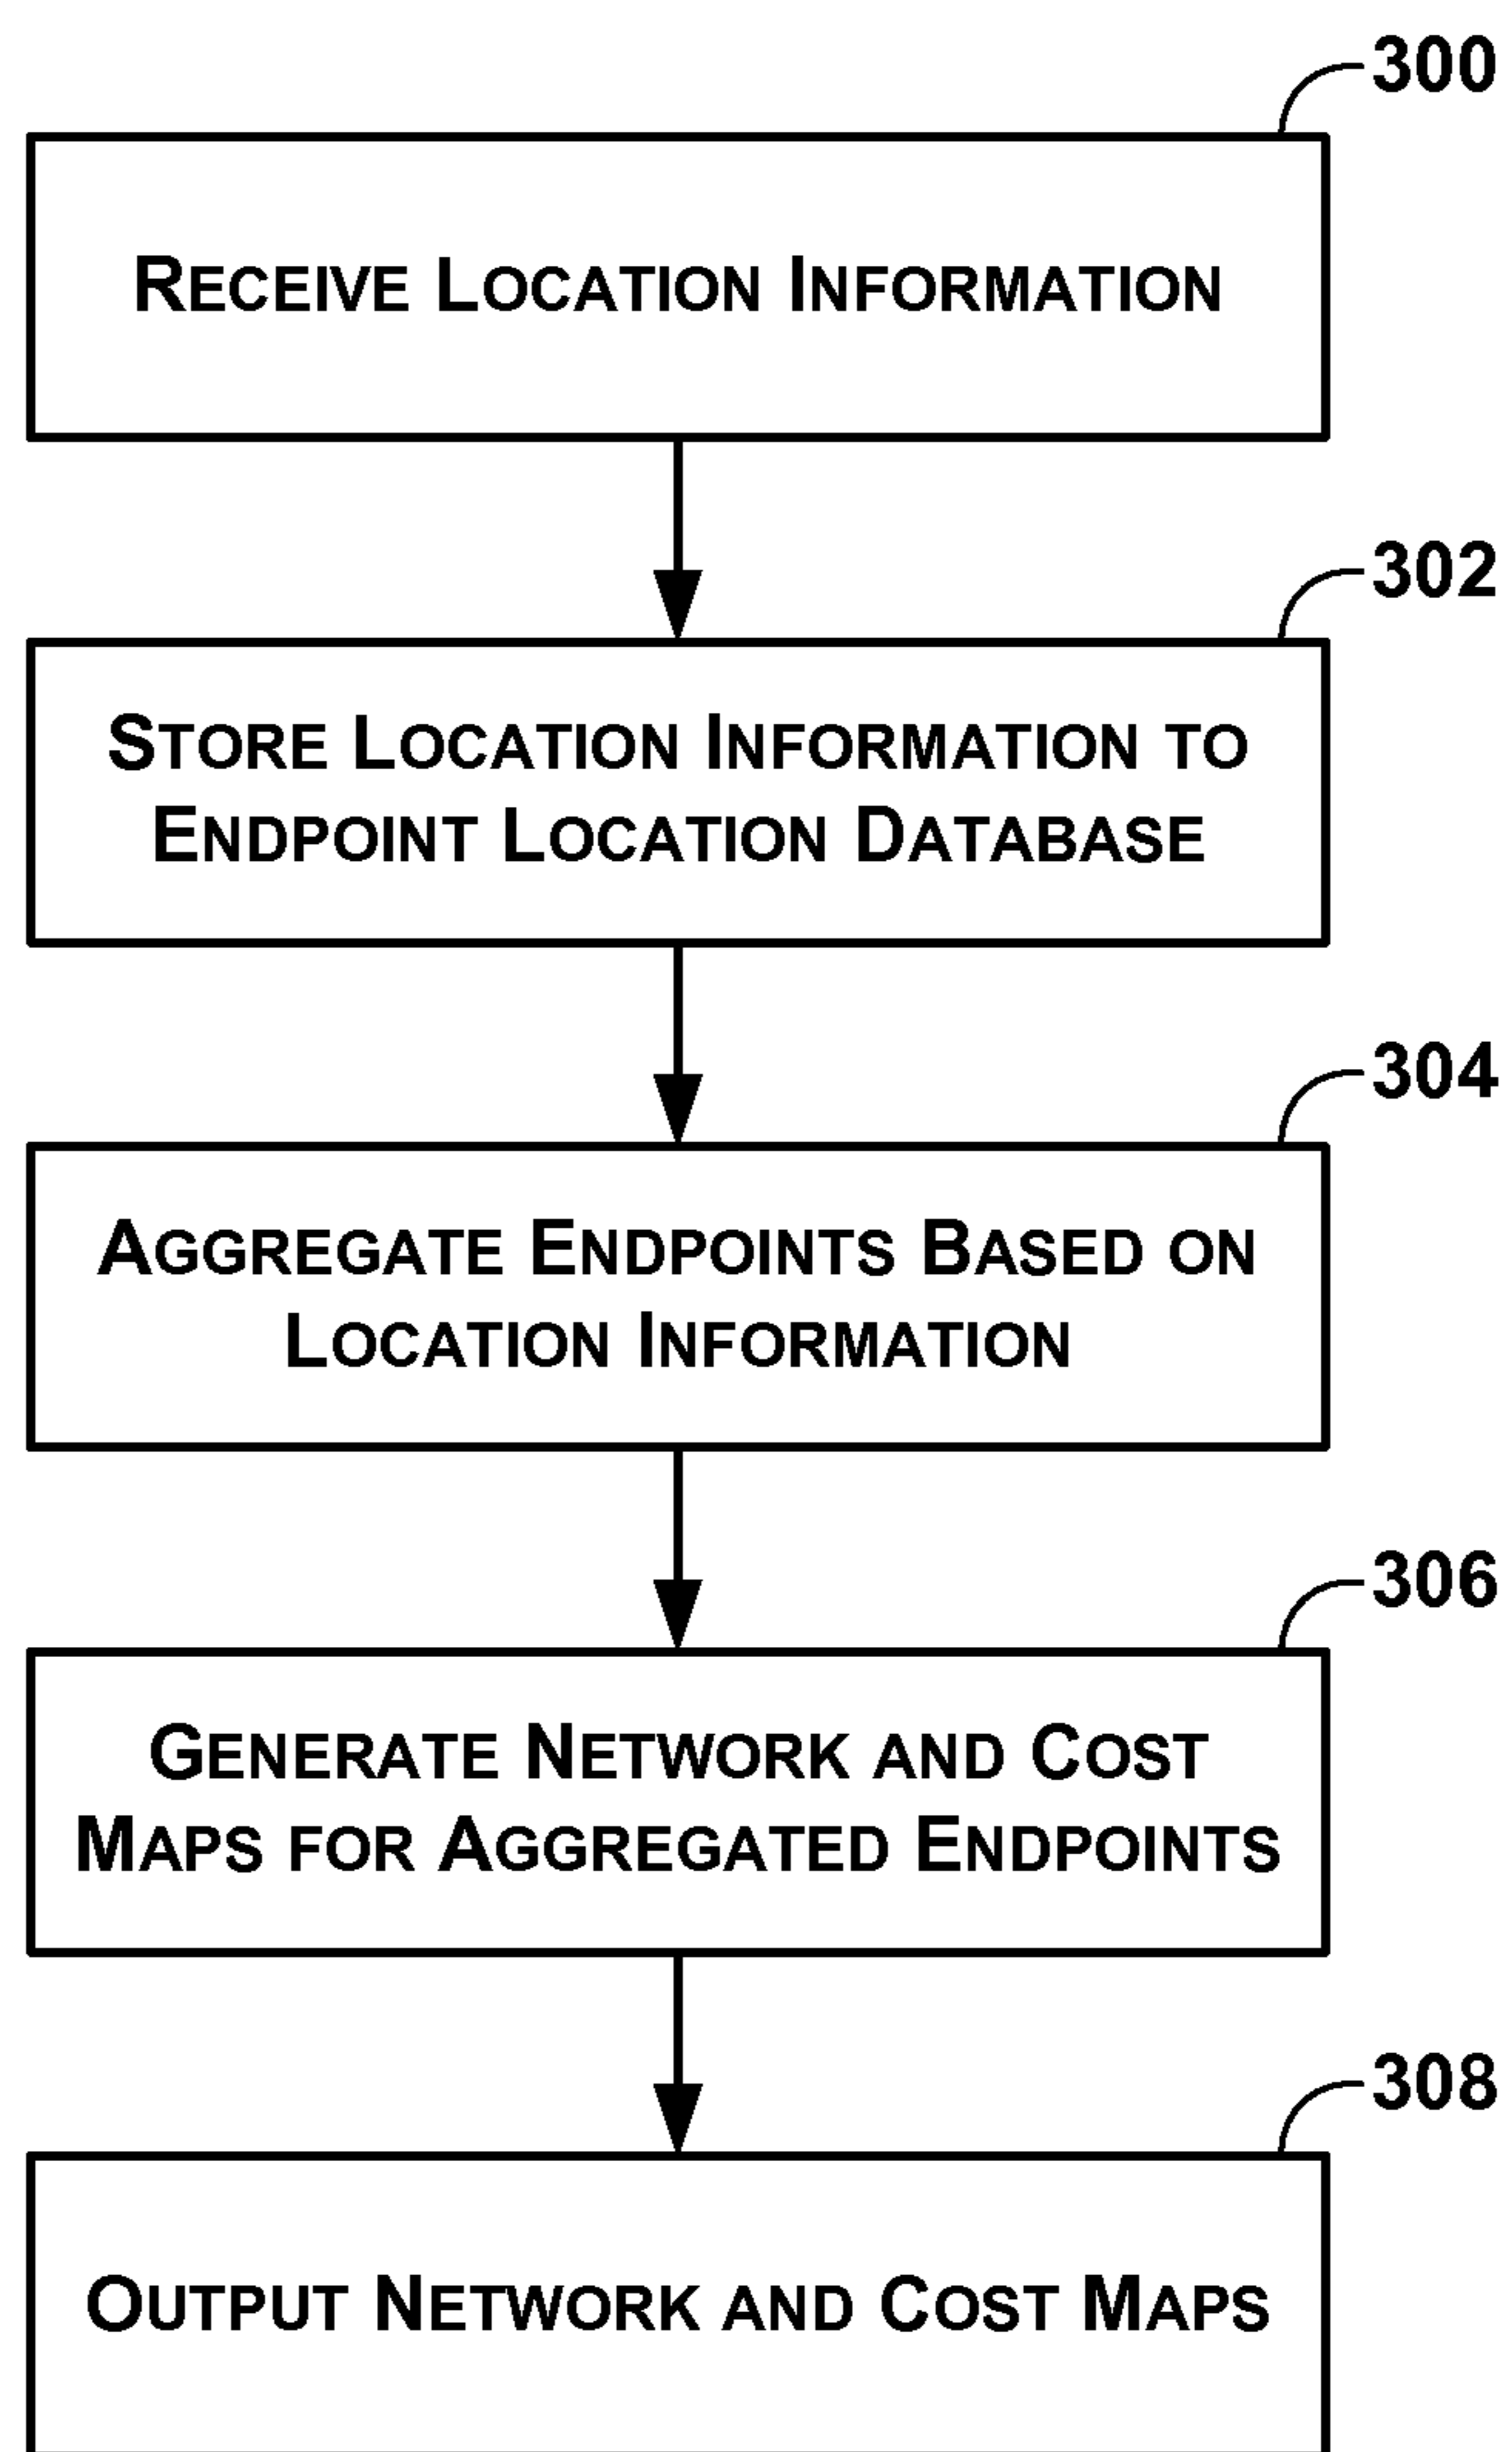 300
RECEIVE LOCATION INFORMATION
302
STORE LOCATION INFORMATION TO
ENDPOINT LOCATION DATABASE
304
AGGREGATE ENDPOINTS BASED ON
LOCATION INFORMATION
306
GENERATE NETWORK AND COST
MAPS FOR AGGREGATED ENDPOINTS
308
OUTPUT NETWORK AND COST MAPS